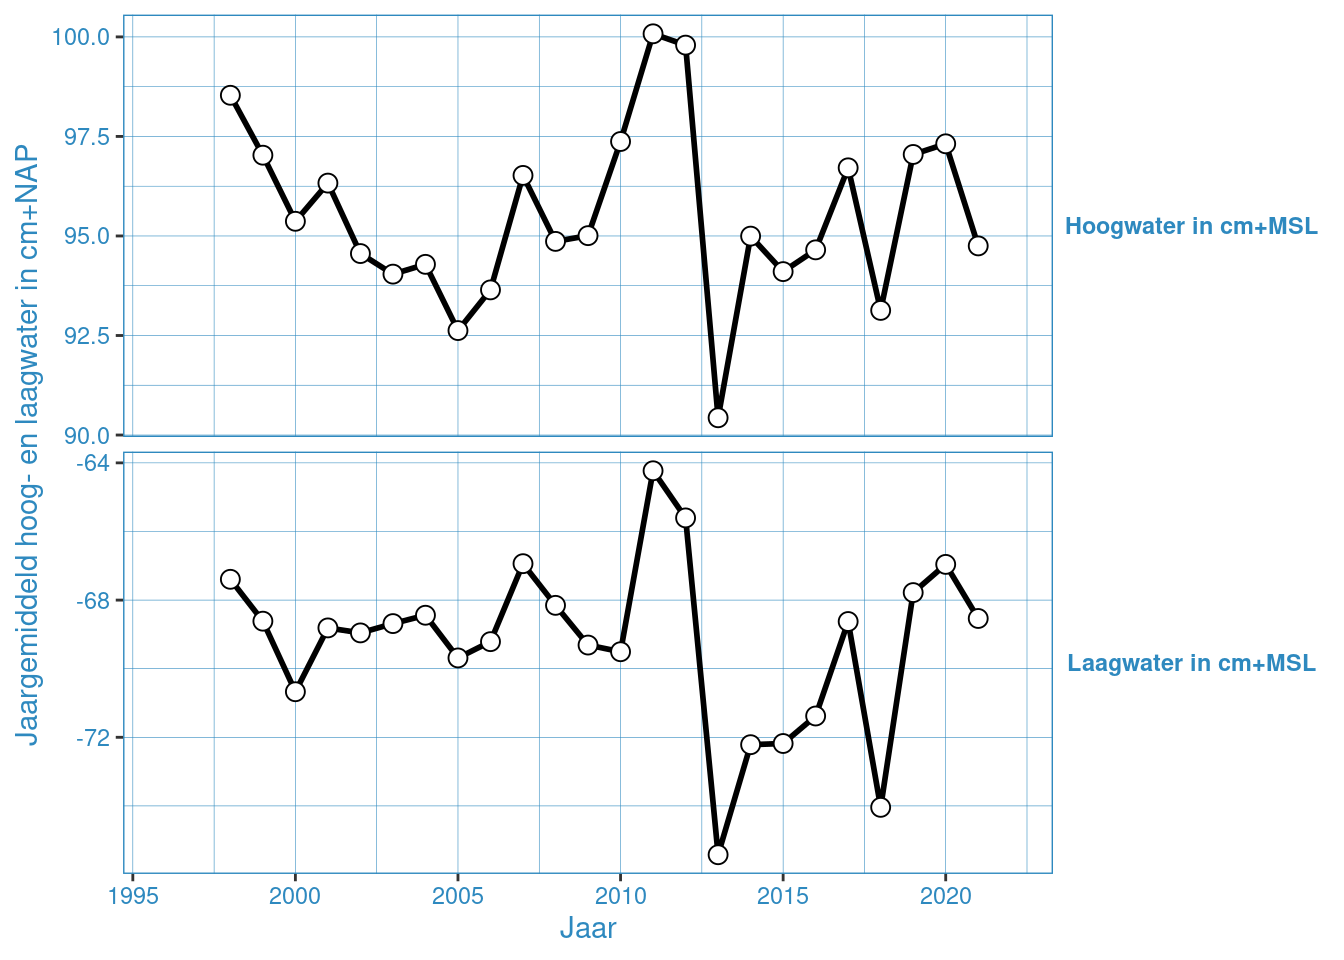 Jaargemiddeld hoog- en laagwater in cm+NAP
100.0
97.5
95.0
92.5
90.0
Hoogwater in cm+MSL
-64
-68
-72
Laagwater in cm+MSL
1995 2000 2005 2010 2015 2020
Jaar